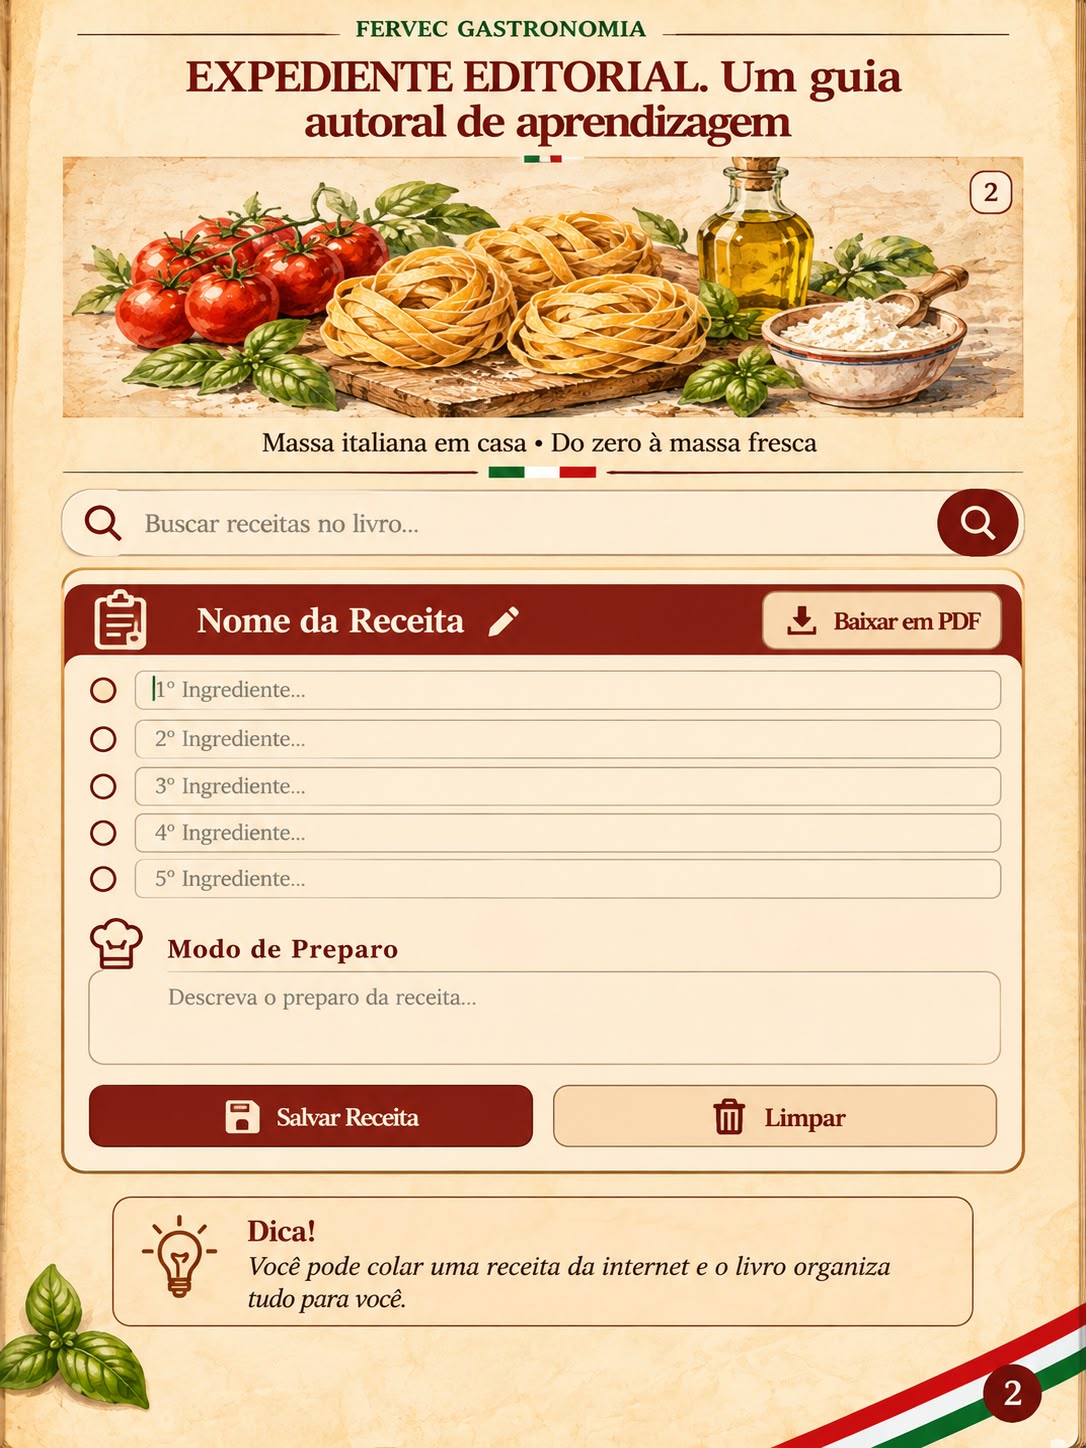 FERVEC GASTRONOMIA
EXPEDIENTE EDITORIAL. Um guia
autoral de aprendizagem
2
Massa italiana em casa • Do zero à massa fresca
Buscar receitas no livro...
Nome da Receita
Baixar em PDF
1º Ingrediente...
2º Ingrediente...
3º Ingrediente...
4º Ingrediente...
5º Ingrediente...
Modo de Preparo
Descreva o preparo da receita...
Salvar Receita
Limpar
Dica!
Você pode colar uma receita da internet e o livro organiza
tudo para você.
2